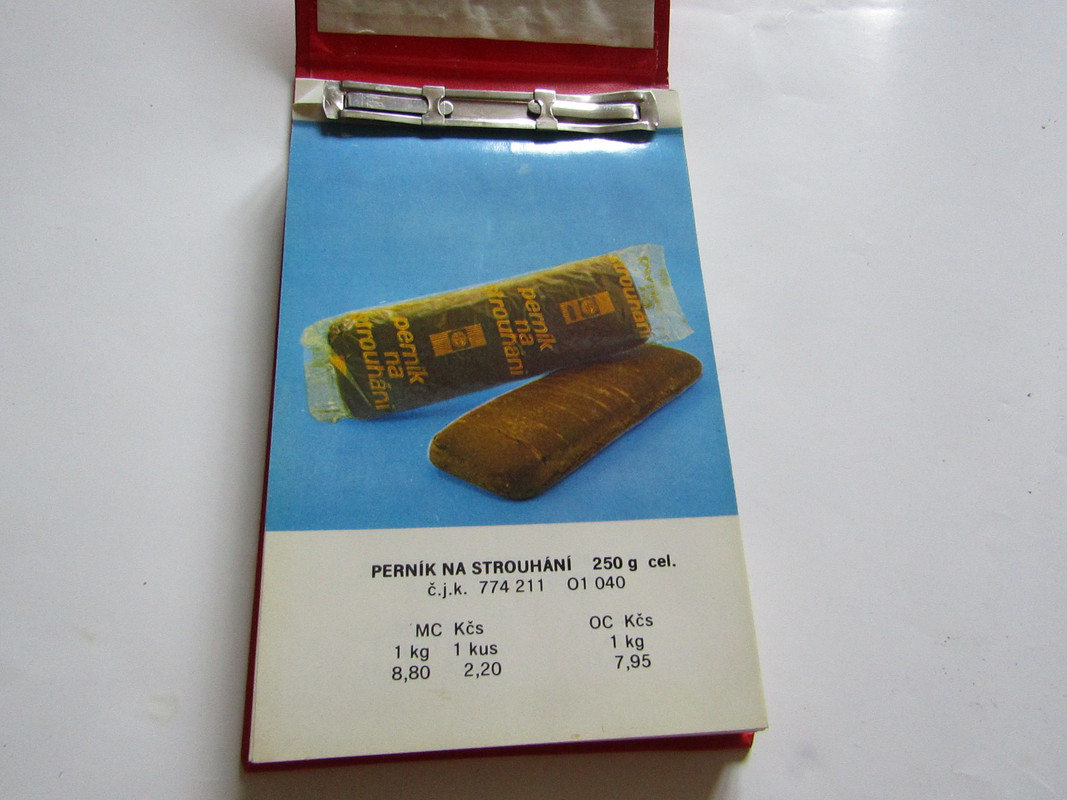 perník
na
strouhání
perník
na
strouhání
strouhání
PERNÍK NA STROUHÁNÍ 250 g cel.
č.j.k. 774 211 O1 040
MC Kčs OC Kčs
1 kg 1 kus 1 kg
8,80 2,20 7,95